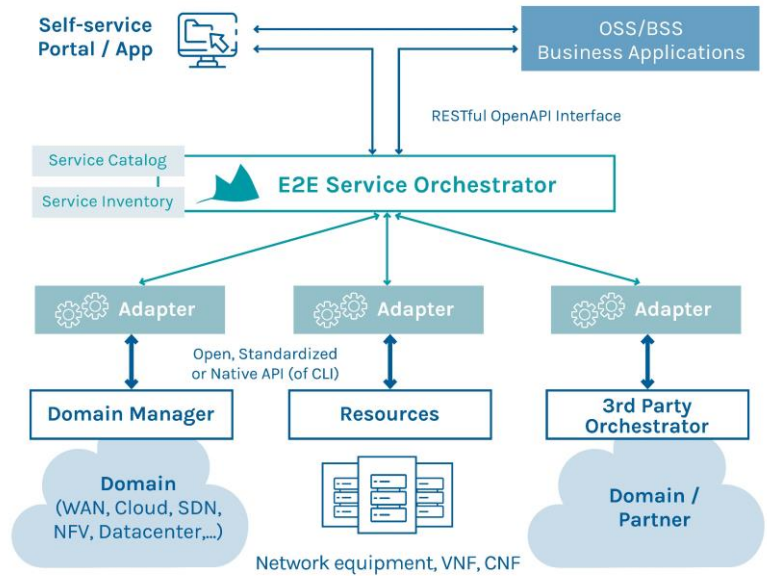 Self-service
Portal / App
OSS/BSS
Business Applications
RESTful OpenAPI Interface
Service Catalog
Service Inventory
E2E Service Orchestrator
Adapter
Adapter
Adapter
Open, Standardized
or Native API (of CLI)
Domain Manager
Resources
3rd Party
Orchestrator
Domain
(WAN, Cloud, SDN,
NFV, Datacenter,...)
Domain /
Partner
Network equipment, VNF, CNF